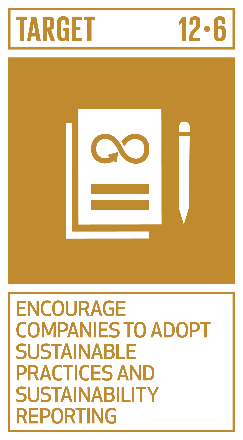 TARGET 12·6
ENCOURAGE
COMPANIES TO ADOPT
SUSTAINABLE
PRACTICES AND
SUSTAINABILITY
REPORTING